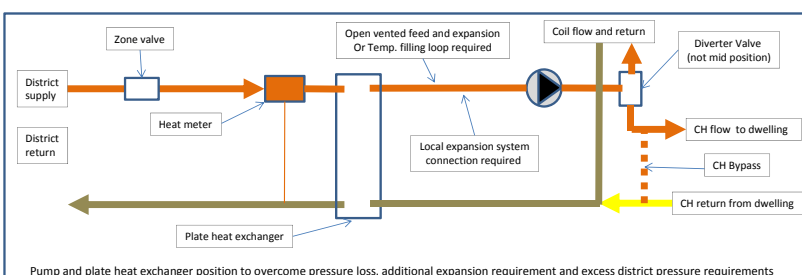 Zone valve
Open vented feed and expansion
Or Temp. filling loop required
Coil flow and return
Diverter Valve
(not mid position)
District
supply
Heat meter
District
return
Local expansion system
connection required
CH flow to dwelling
CH Bypass
CH return from dwelling
Plate heat exchanger
Pump and plate heat exchanger position to overcome pressure loss, additional expansion requirement and excess district pressure requirements